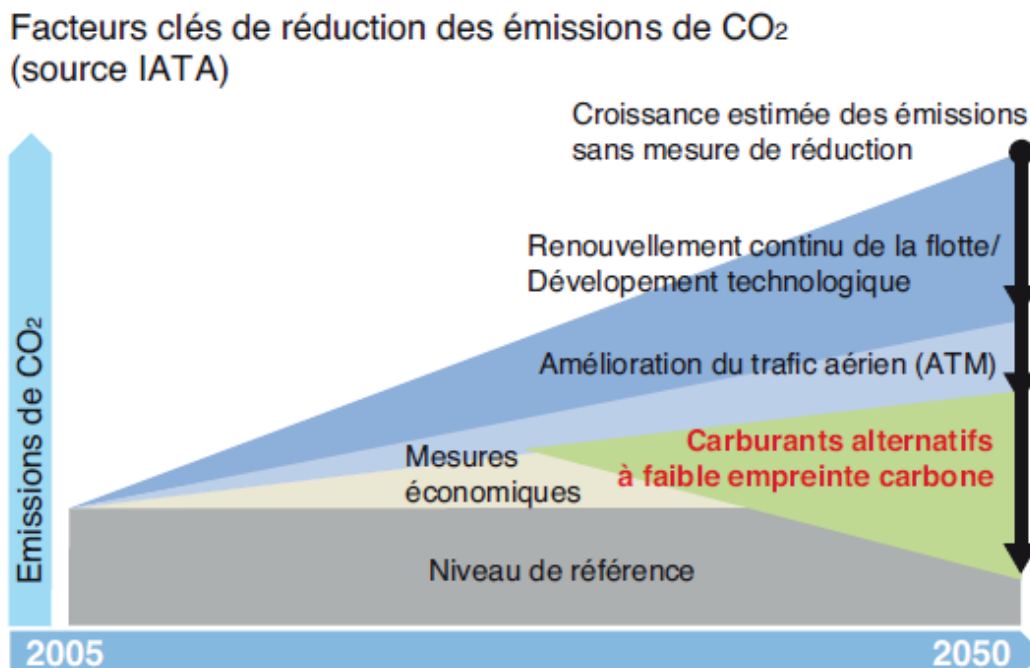 Facteurs clés de réduction des émissions de CO₂
(source IATA)
Croissance estimée des émissions
sans mesure de réduction
Renouvellement continu de la flotte/
Dévelopement technologique
Amélioration du trafic aérien (ATM)
Carburants alternatifs
à faible empreinte carbone
Mesures
économiques
Niveau de référence
Emissions de CO₂
2005
2050